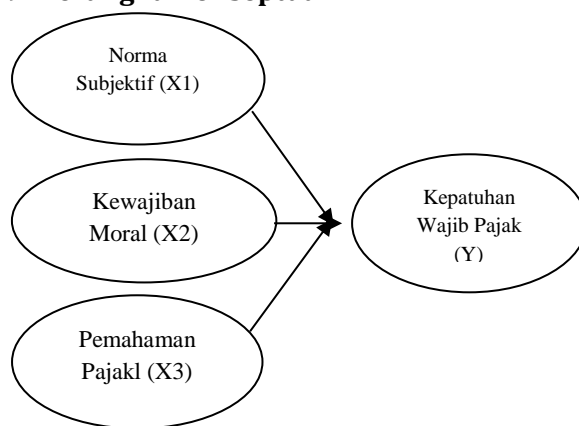 Norma
Subjektif (X1)
Kewajiban
Moral (X2)
Kepatuhan
Wajib Pajak
(Y)
Pemahaman
Pajakl (X3)